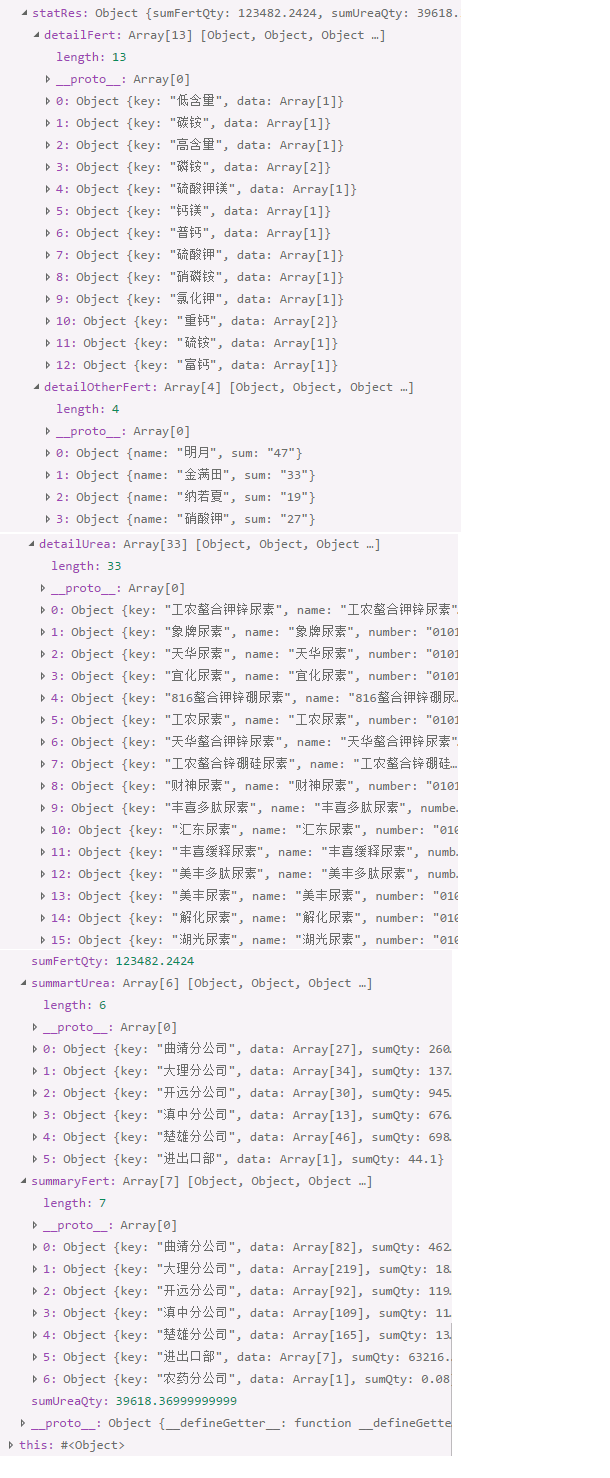 statRes: Object {sumFertQty: 123482.2424, sumUreaQty: 39618.
detailFert: Array[13] [Object, Object, Object …]
length: 13
__proto__: Array[0]
0: Object {key: "低含量", data: Array[1]}
1: Object {key: "碳铵", data: Array[1]}
2: Object {key: "高含量", data: Array[1]}
3: Object {key: "磷铵", data: Array[2]}
4: Object {key: "硫酸钾镁", data: Array[1]}
5: Object {key: "钙镁", data: Array[1]}
6: Object {key: "普钙", data: Array[1]}
7: Object {key: "硫酸钾", data: Array[1]}
8: Object {key: "硝磷铵", data: Array[1]}
9: Object {key: "氯化钾", data: Array[1]}
10: Object {key: "重钙", data: Array[2]}
11: Object {key: "硫铵", data: Array[1]}
12: Object {key: "富钙", data: Array[1]}
detailOtherFert: Array[4] [Object, Object, Object …]
length: 4
__proto__: Array[0]
0: Object {name: "明月", sum: "47"}
1: Object {name: "金满田", sum: "33"}
2: Object {name: "纳若夏", sum: "19"}
3: Object {name: "硝酸钾", sum: "27"}
detailUrea: Array[33] [Object, Object, Object …]
length: 33
__proto__: Array[0]
0: Object {key: "工农螯合钾锌尿素", name: "工农螯合钾锌尿素"
1: Object {key: "象牌尿素", name: "象牌尿素", number: "0101
2: Object {key: "天华尿素", name: "天华尿素", number: "0101
3: Object {key: "宜化尿素", name: "宜化尿素", number: "0101
4: Object {key: "816螯合钾锌硼尿素", name: "816螯合钾锌硼尿…
5: Object {key: "工农尿素", name: "工农尿素", number: "0101
6: Object {key: "天华螯合钾锌尿素", name: "天华螯合钾锌尿素"
7: Object {key: "工农螯合锌硼硅尿素", name: "工农螯合锌硼硅…
8: Object {key: "财神尿素", name: "财神尿素", number: "0101
9: Object {key: "丰喜多肽尿素", name: "丰喜多肽尿素", numbe…
10: Object {key: "汇东尿素", name: "汇东尿素", number: "010
11: Object {key: "丰喜缓释尿素", name: "丰喜缓释尿素", numb…
12: Object {key: "美丰多肽尿素", name: "美丰多肽尿素", numb…
13: Object {key: "美丰尿素", name: "美丰尿素", number: "010
14: Object {key: "解化尿素", name: "解化尿素", number: "010
15: Object {key: "湖光尿素", name: "湖光尿素", number: "010
sumFertQty: 123482.2424
summartUrea: Array[6] [Object, Object, Object …]
length: 6
__proto__: Array[0]
0: Object {key: "曲靖分公司", data: Array[27], sumQty: 260…
1: Object {key: "大理分公司", data: Array[34], sumQty: 137…
2: Object {key: "开远分公司", data: Array[30], sumQty: 945…
3: Object {key: "滇中分公司", data: Array[13], sumQty: 676…
4: Object {key: "楚雄分公司", data: Array[46], sumQty: 698…
5: Object {key: "进出口部", data: Array[1], sumQty: 44.1}
summaryFert: Array[7] [Object, Object, Object …]
length: 7
__proto__: Array[0]
0: Object {key: "曲靖分公司", data: Array[82], sumQty: 462…
1: Object {key: "大理分公司", data: Array[219], sumQty: 18…
2: Object {key: "开远分公司", data: Array[92], sumQty: 119…
3: Object {key: "滇中分公司", data: Array[109], sumQty: 11…
4: Object {key: "楚雄分公司", data: Array[165], sumQty: 13…
5: Object {key: "进出口部", data: Array[7], sumQty: 63216.…
6: Object {key: "农药分公司", data: Array[1], sumQty: 0.08
sumUreaQty: 39618.36999999999
__proto__: Object {__defineGetter__: function __defineGette
this: #<Object>